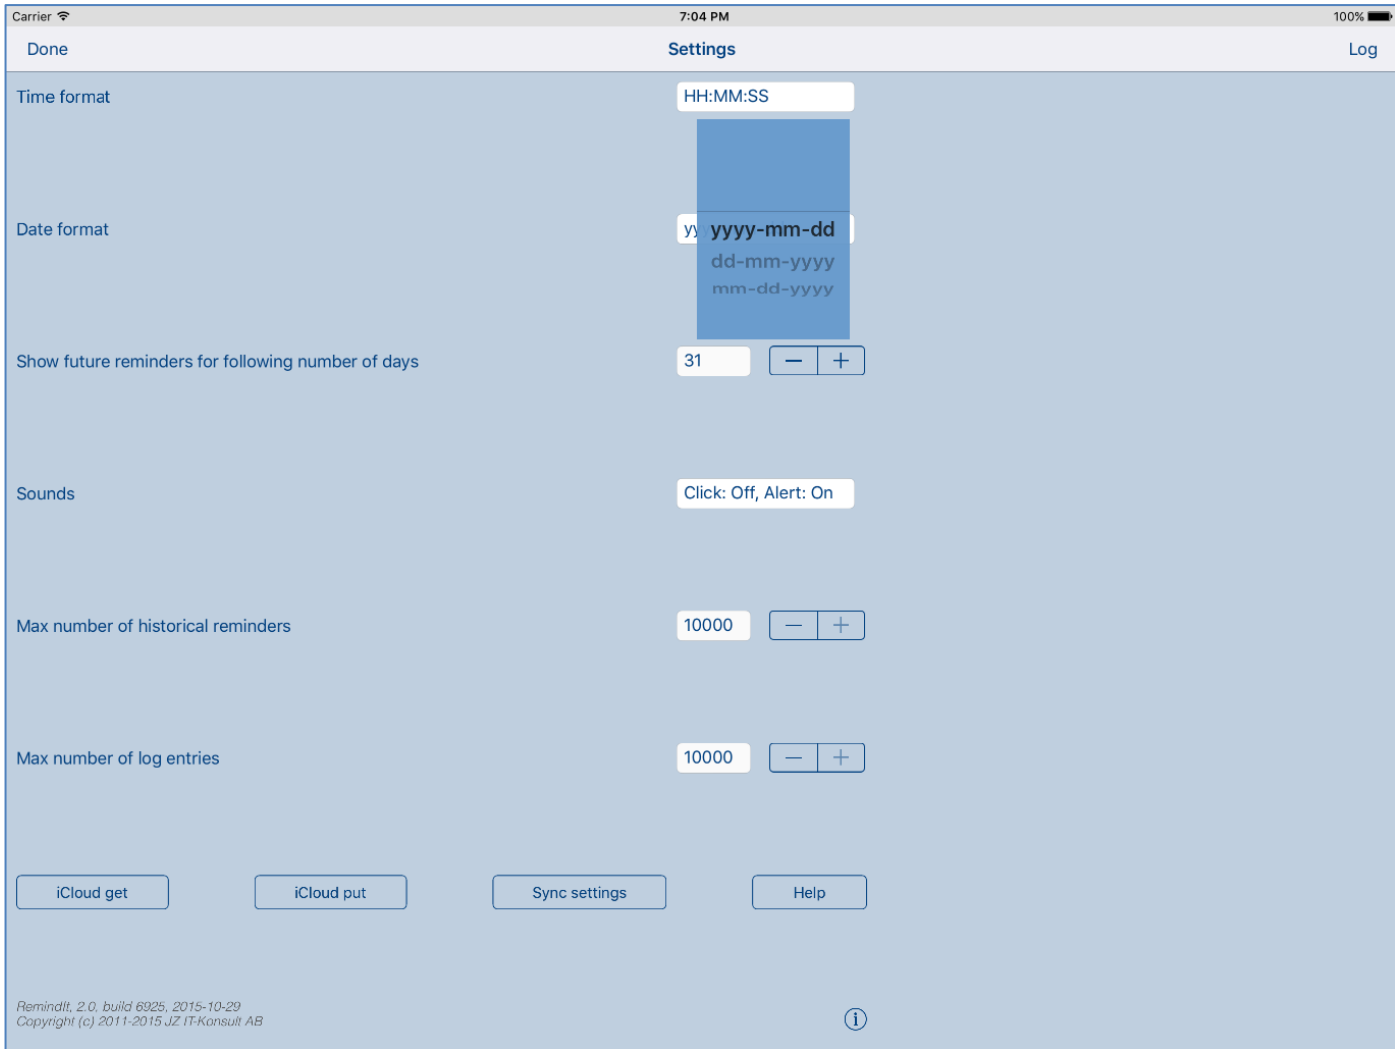 Carrier 7:04 PM 100%
Done Settings Log
Time format HH:MM:SS
Date format yy yyyy-mm-dd
dd-mm-yyyy
mm-dd-yyyy
Show future reminders for following number of days 31 − +
Sounds Click: Off, Alert: On
Max number of historical reminders 10000 − +
Max number of log entries 10000 − +
iCloud get iCloud put Sync settings Help
RemindIt, 2.0, build 6925, 2015-10-29
Copyright (c) 2011-2015 JZ IT-Konsult AB